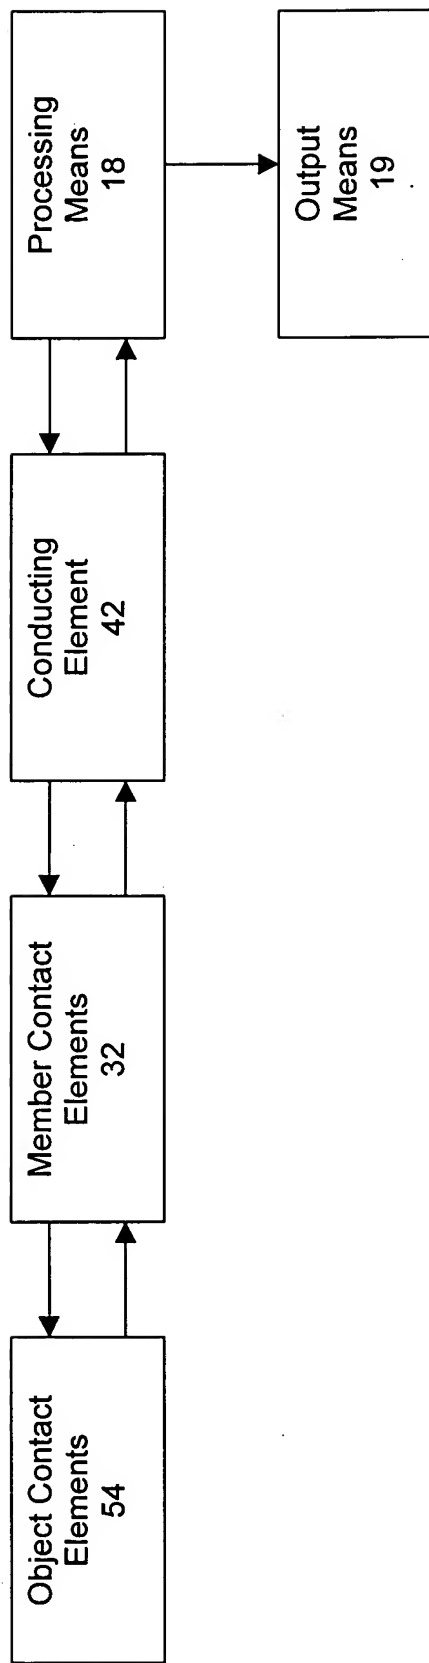 Object Contact
Elements
54
Member Contact
Elements
32
Conducting
Element
42
Processing
Means
18
Output
Means
19